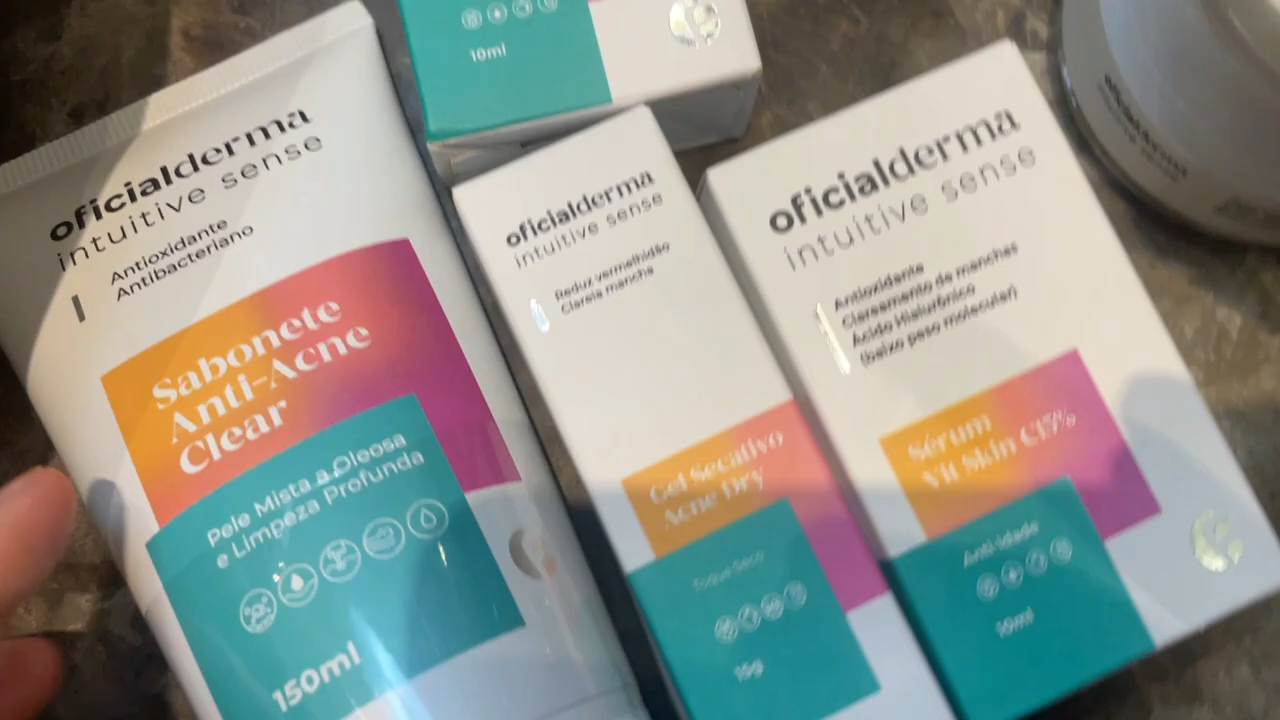 oficialderma
intuitive sense
Antioxidante
Antibacteriano
Sabonete
Anti-Acne
Clear
Pele Mista a Oleosa
e Limpeza Profunda
150ml
10ml
oficialderma
intuitive sense
Reduz vermelhidão
Clareia mancha
Gel Secativo
Acne Dry
Toque Seco
15g
oficialderma
intuitive sense
Antioxidante
Clareamento de manchas
Ácido Hialurônico
(baixo peso molecular)
Sérum
Vit Skin C15%
Anti-Idade
10ml